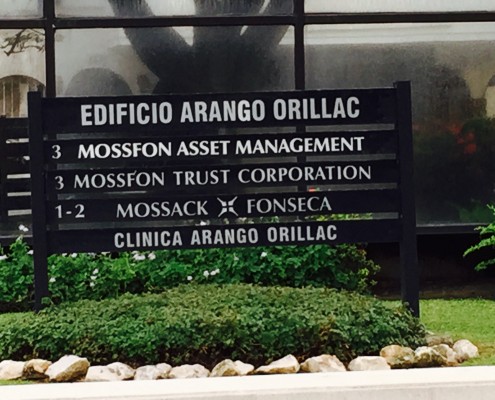 EDIFICIO ARANGO ORILLAC
3 MOSSFON ASSET MANAGEMENT
3 MOSSFON TRUST CORPORATION
1-2 MOSSACK FONSECA
CLINICA ARANGO ORILLAC